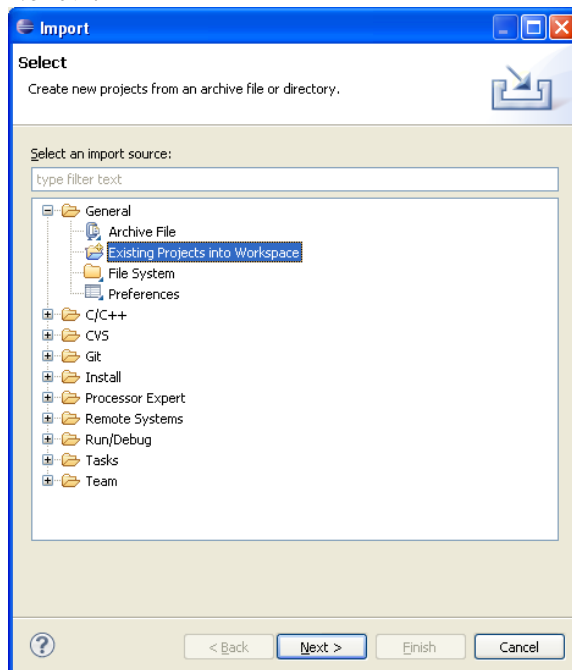 Import
Select
Create new projects from an archive file or directory.
Select an import source:
type filter text
General
Archive File
Existing Projects into Workspace
File System
Preferences
C/C++
CVS
Git
Install
Processor Expert
Remote Systems
Run/Debug
Tasks
Team
?
< Back
Next >
Finish
Cancel